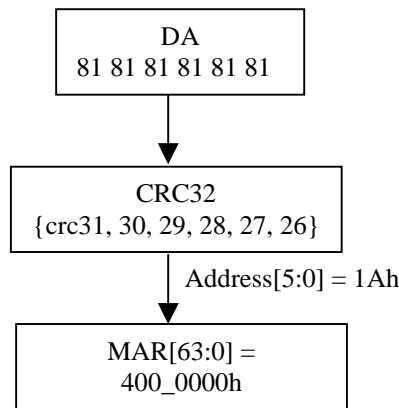 DA
81 81 81 81 81 81
CRC32
{crc31, 30, 29, 28, 27, 26}
Address[5:0] = 1Ah
MAR[63:0] =
400_0000h